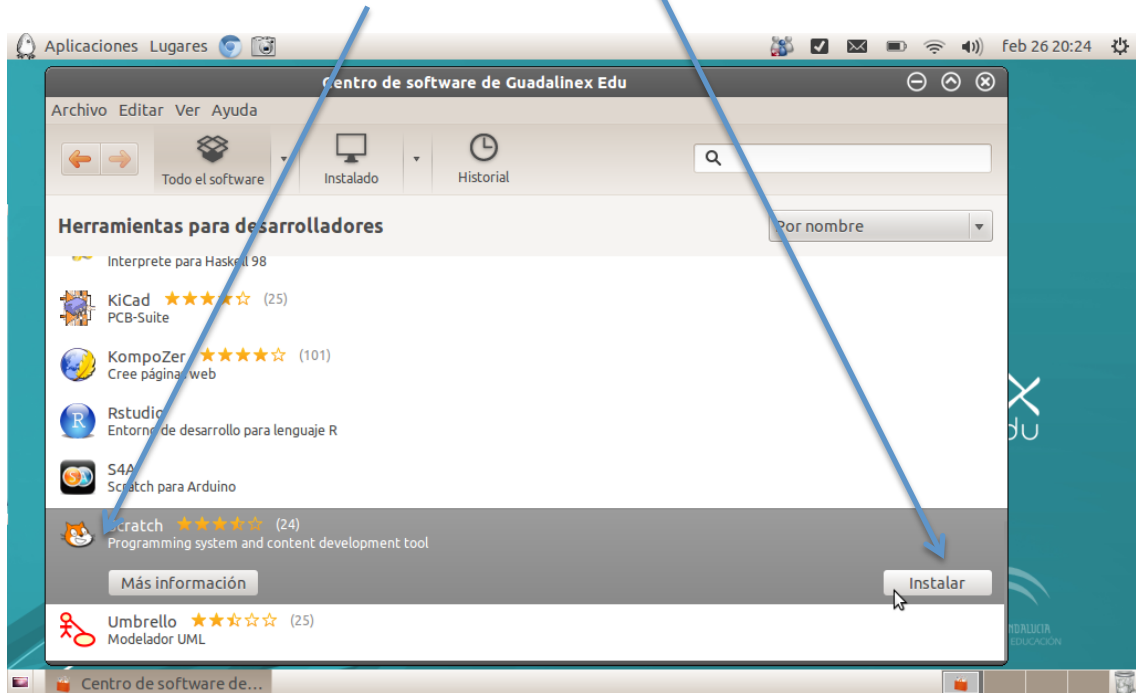 Aplicaciones Lugares feb 26 20:24
Centro de software de Guadalinex Edu
Archivo Editar Ver Ayuda
Todo el software Instalado Historial
Herramientas para desarrolladores Por nombre
Interprete para Haskell 98
KiCad (25)
PCB-Suite
KompoZer (101)
Cree páginas web
R
Rstudio
Entorno de desarrollo para lenguaje R
S4A
Scratch para Arduino
Scratch (24)
Programming system and content development tool
Más información Instalar
Umbrello (25)
Modelador UML
EDUCACIÓN
Centro de software de...